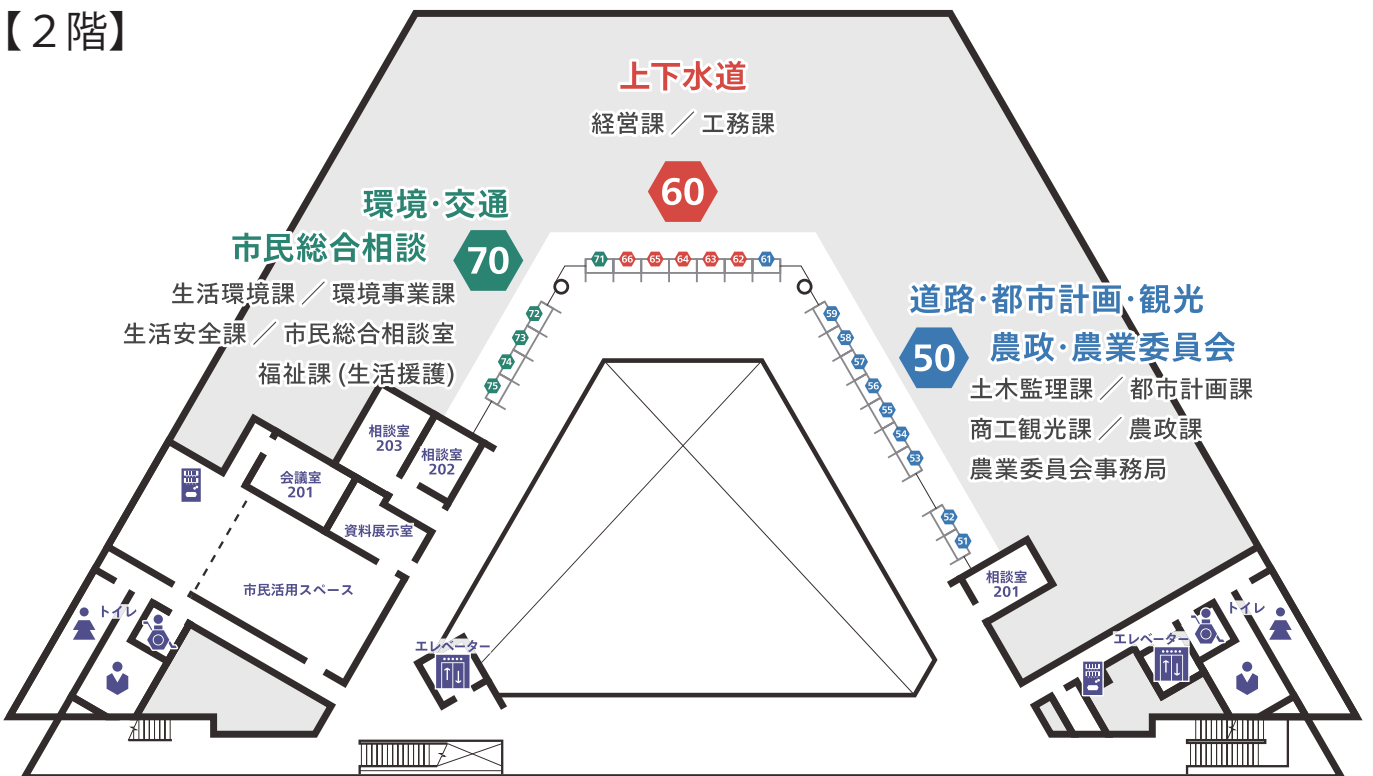 【２階】
上下水道
経営課 ／ 工務課
60
環境・交通
市民総合相談
70
生活環境課 ／ 環境事業課
生活安全課 ／ 市民総合相談室
福祉課 (生活援護)
道路・都市計画・観光
50
農政・農業委員会
土木監理課 ／ 都市計画課
商工観光課 ／ 農政課
農業委員会事務局
71 66 65 64 63 62 61
72
73
74
75
59
58
57
56
55
54
53
52
51
相談室
203
相談室
202
会議室
201
資料展示室
市民活用スペース
相談室
201
トイレ
エレベーター
エレベーター
トイレ